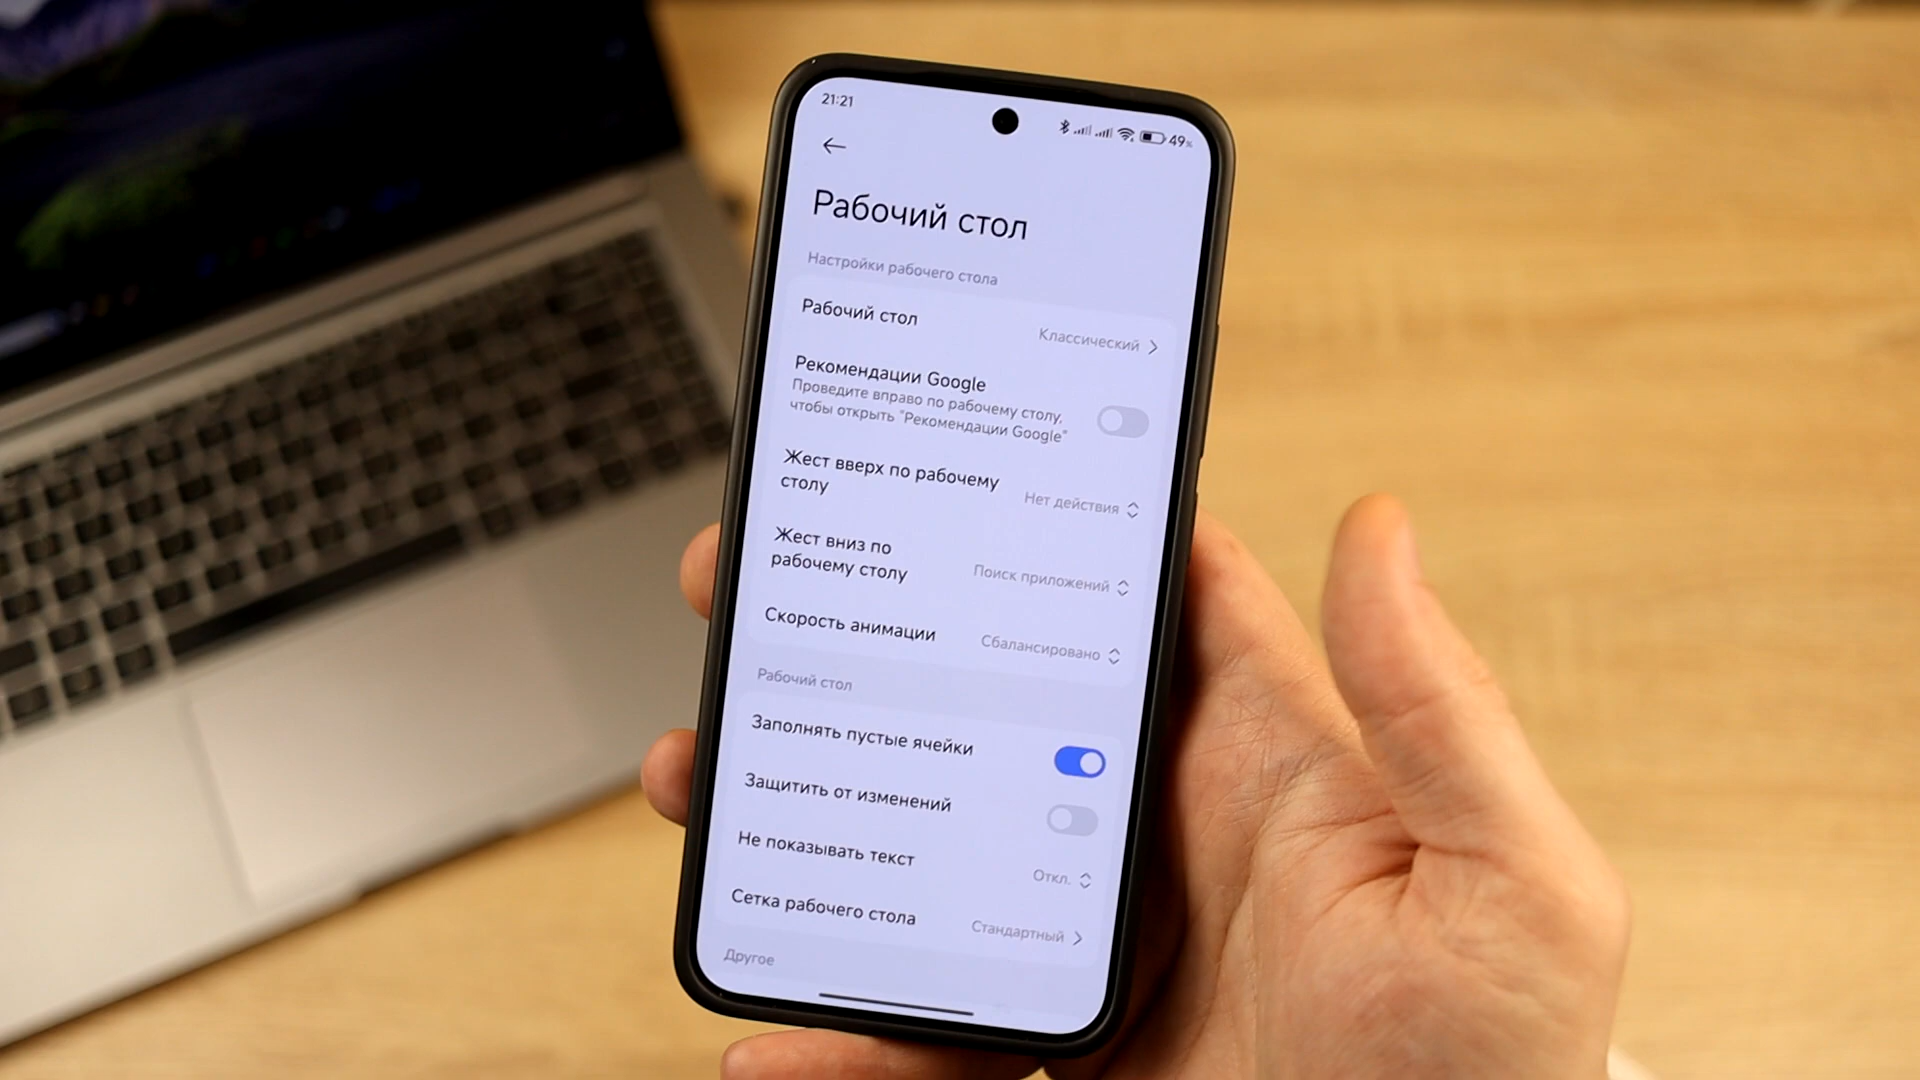 21:21
49%
Рабочий стол
Настройки рабочего стола
Рабочий стол
Классический
Рекомендации Google
Проведите вправо по рабочему столу,
чтобы открыть "Рекомендации Google"
Жест вверх по рабочему
столу
Нет действия
Жест вниз по
рабочему столу
Поиск приложений
Скорость анимации
Сбалансировано
Рабочий стол
Заполнять пустые ячейки
Защитить от изменений
Не показывать текст
Откл.
Сетка рабочего стола
Стандартный
Другое